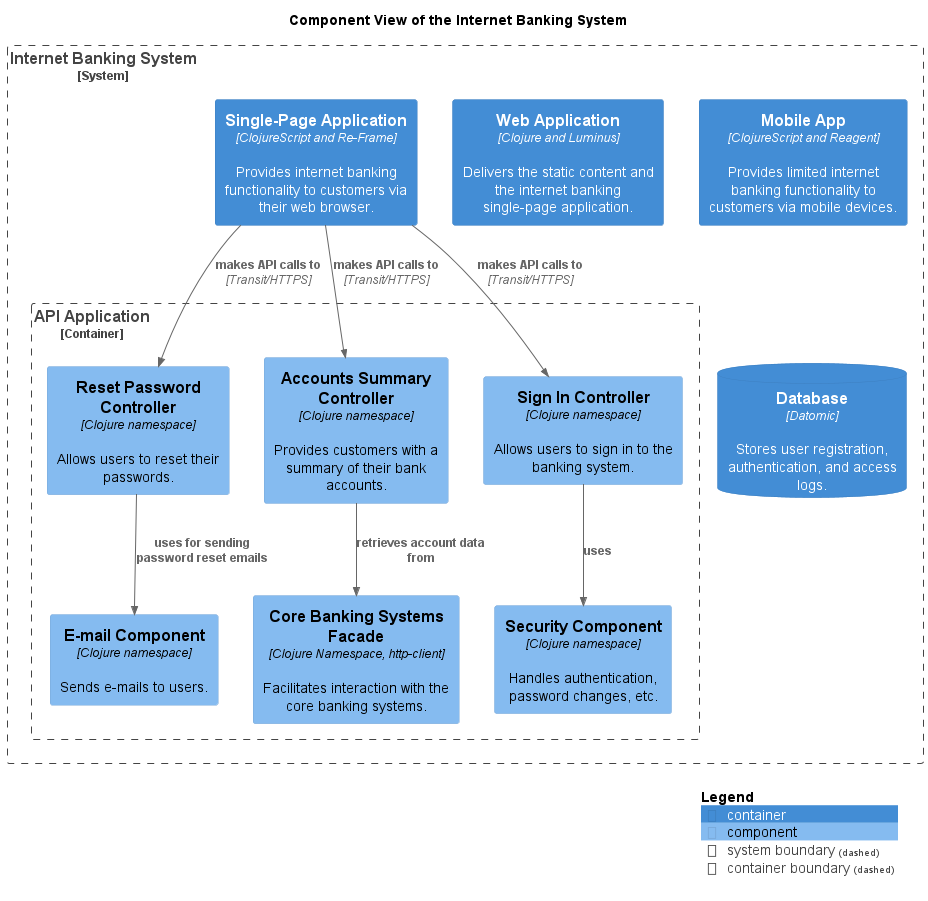 Component View of the Internet Banking System
Internet Banking System
[System]
Single-Page Application
[ClojureScript and Re-Frame]
Provides internet banking
functionality to customers via
their web browser.
Web Application
[Clojure and Luminus]
Delivers the static content and
the internet banking
single-page application.
Mobile App
[ClojureScript and Reagent]
Provides limited internet
banking functionality to
customers via mobile devices.
makes API calls to
[Transit/HTTPS]
makes API calls to
[Transit/HTTPS]
makes API calls to
[Transit/HTTPS]
API Application
[Container]
Reset Password
Controller
[Clojure namespace]
Allows users to reset their
passwords.
Accounts Summary
Controller
[Clojure namespace]
Provides customers with a
summary of their bank
accounts.
Sign In Controller
[Clojure namespace]
Allows users to sign in to the
banking system.
Database
[Datomic]
Stores user registration,
authentication, and access
logs.
uses for sending
password reset emails
retrieves account data
from
uses
E-mail Component
[Clojure namespace]
Sends e-mails to users.
Core Banking Systems
Facade
[Clojure Namespace, http-client]
Facilitates interaction with the
core banking systems.
Security Component
[Clojure namespace]
Handles authentication,
password changes, etc.
Legend
container
component
system boundary (dashed)
container boundary (dashed)